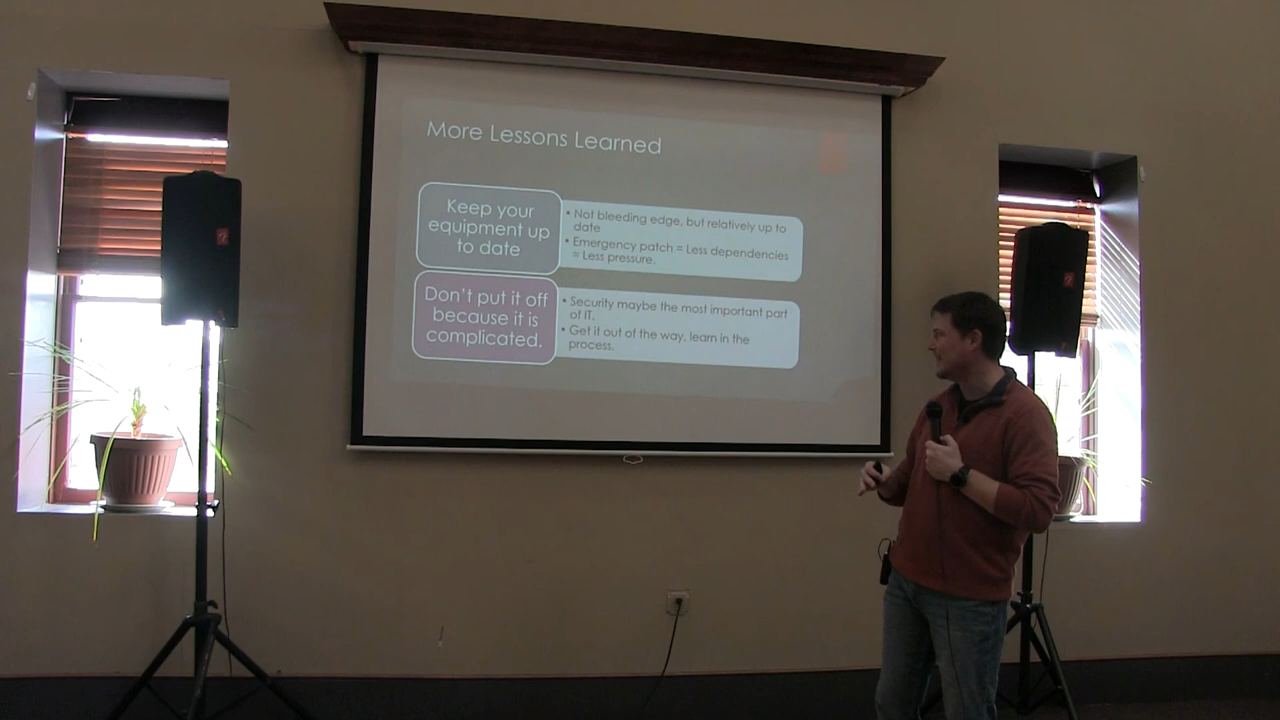 More Lessons Learned
Keep your
equipment up
to date
• Not bleeding edge, but relatively up to
date
• Emergency patch = Less dependencies
= Less pressure.
Don't put it off
because it is
complicated.
• Security maybe the most important part
of IT.
• Get it out of the way, learn in the
process.